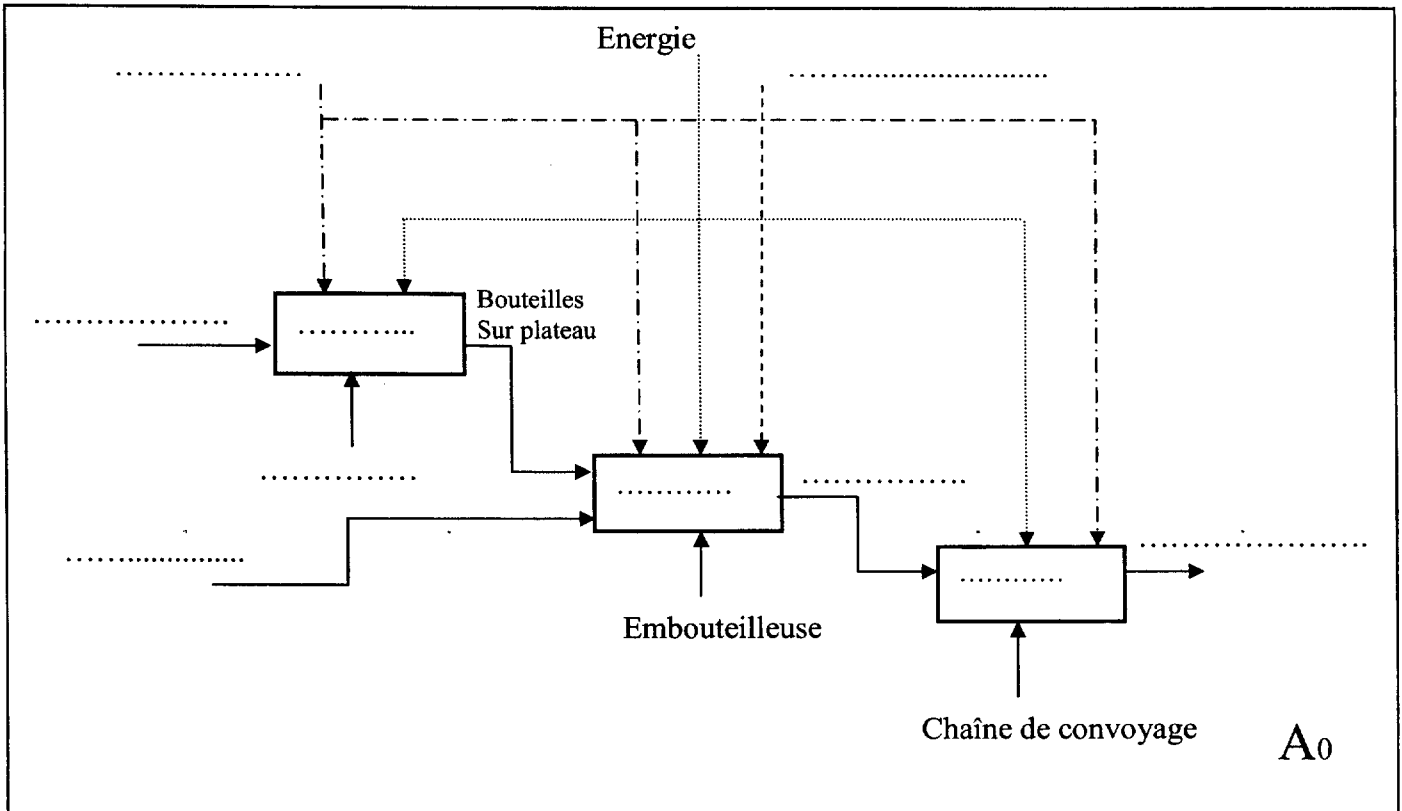 Energie
Bouteilles
Sur plateau
Embouteilleuse
Chaîne de convoyage
A0